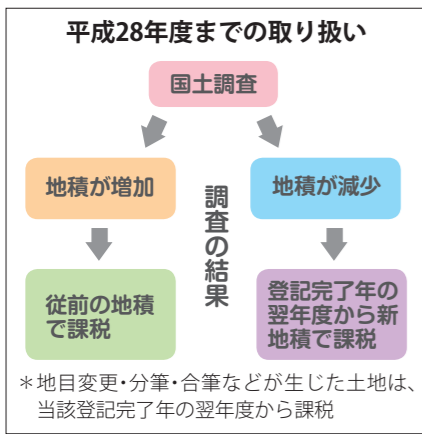 平成28年度までの取り扱い
国土調査
地積が増加
地積が減少
調査の結果
従前の地積
で課税
登記完了年の
翌年度から新
地積で課税
＊地目変更・分筆・合筆などが生じた土地は、
当該登記完了年の翌年度から課税